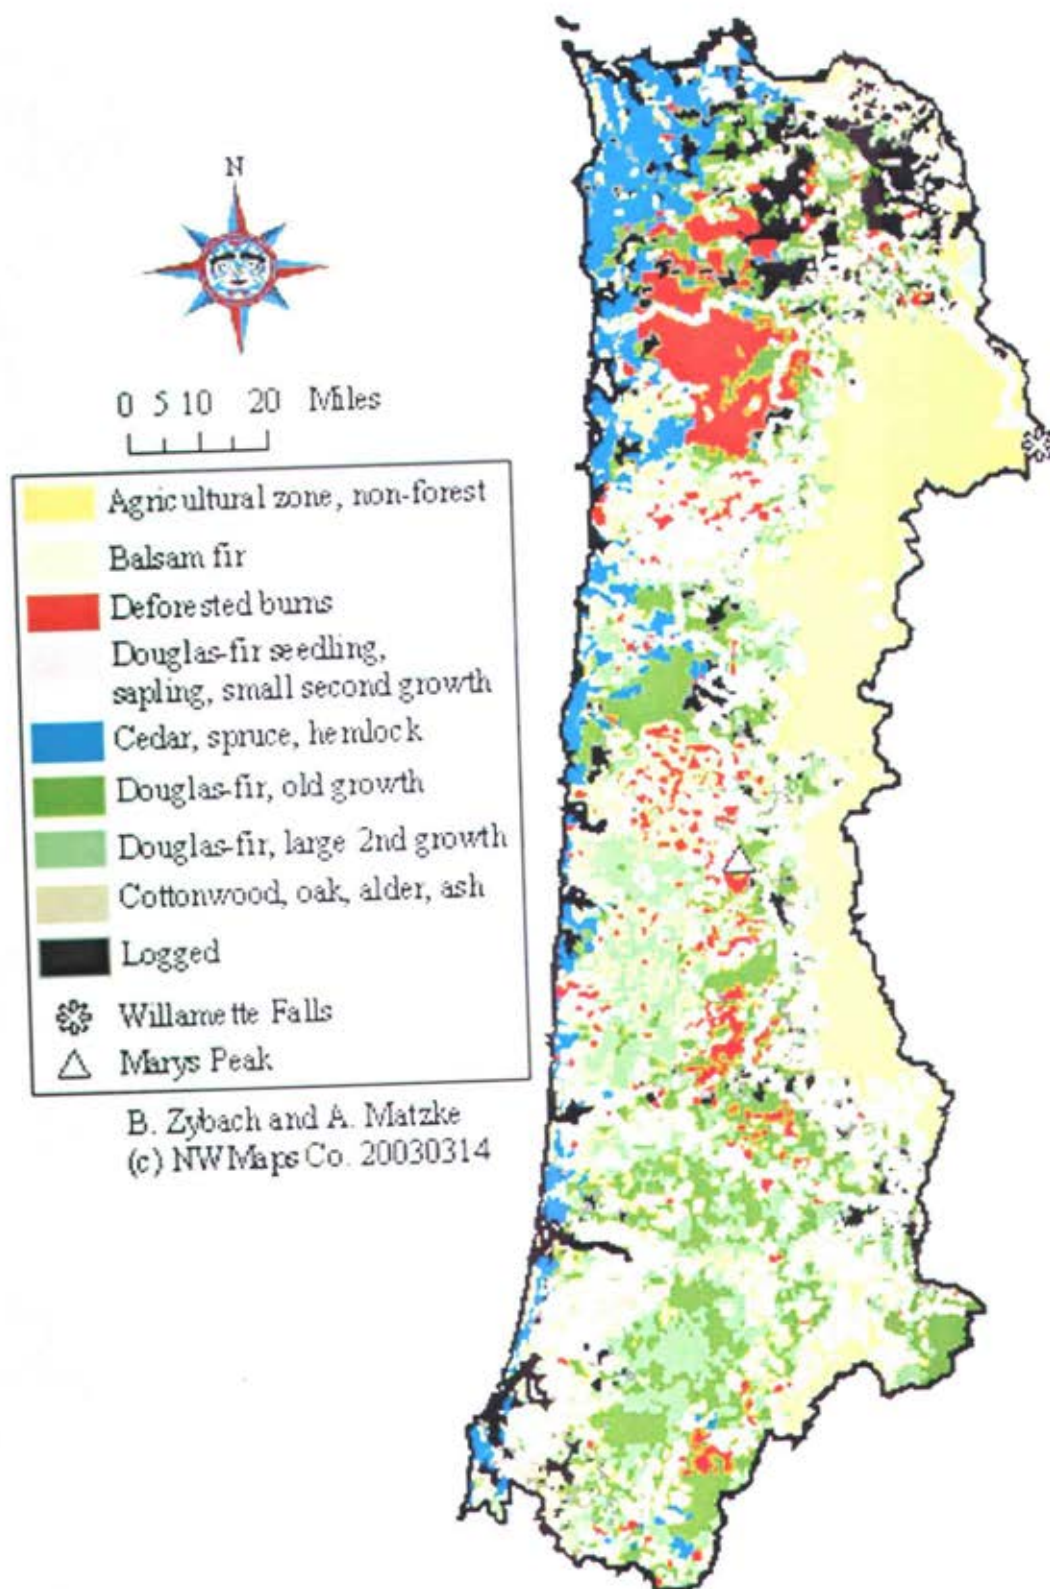 N
0 5 10 20 Miles
Agricultural zone, non-forest
Balsam fir
Deforested burns
Douglas-fir seedling,
sapling, small second growth
Cedar, spruce, hemlock
Douglas-fir, old growth
Douglas-fir, large 2nd growth
Cottonwood, oak, alder, ash
Logged
Willamette Falls
Marys Peak
B. Zybach and A. Matzke
(c) NW Maps Co. 20030314